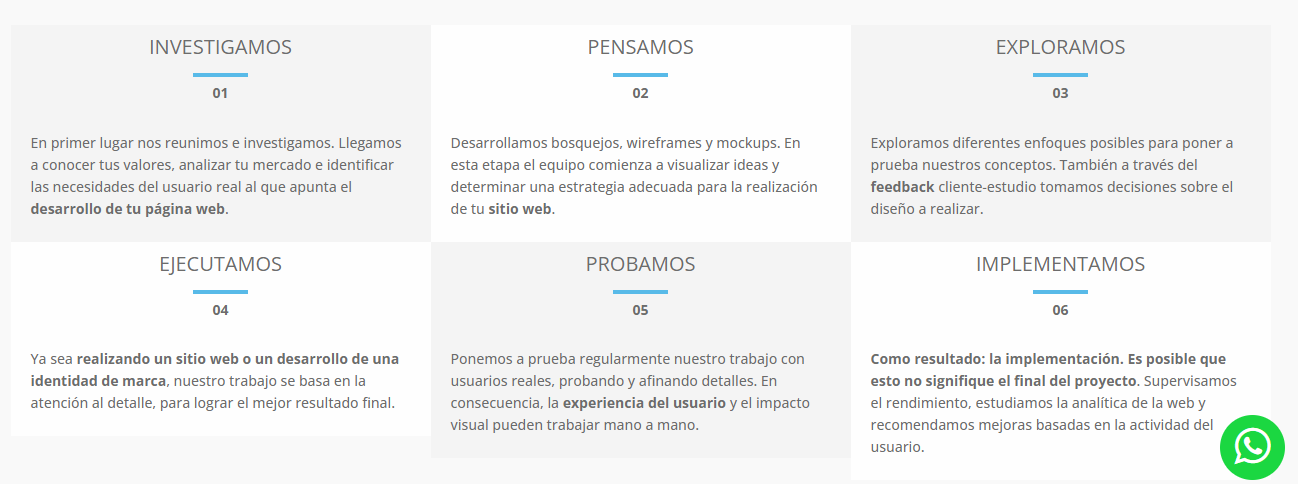 INVESTIGAMOS
01
En primer lugar nos reunimos e investigamos. Llegamos
a conocer tus valores, analizar tu mercado e identificar
las necesidades del usuario real al que apunta el
desarrollo de tu página web.
PENSAMOS
02
Desarrollamos bosquejos, wireframes y mockups. En
esta etapa el equipo comienza a visualizar ideas y
determinar una estrategia adecuada para la realización
de tu sitio web.
EXPLORAMOS
03
Exploramos diferentes enfoques posibles para poner a
prueba nuestros conceptos. También a través del
feedback cliente-estudio tomamos decisiones sobre el
diseño a realizar.
EJECUTAMOS
04
Ya sea realizando un sitio web o un desarrollo de una
identidad de marca, nuestro trabajo se basa en la
atención al detalle, para lograr el mejor resultado final.
PROBAMOS
05
Ponemos a prueba regularmente nuestro trabajo con
usuarios reales, probando y afinando detalles. En
consecuencia, la experiencia del usuario y el impacto
visual pueden trabajar mano a mano.
IMPLEMENTAMOS
06
Como resultado: la implementación. Es posible que
esto no signifique el final del proyecto. Supervisamos
el rendimiento, estudiamos la analítica de la web y
recomendamos mejoras basadas en la actividad del
usuario.